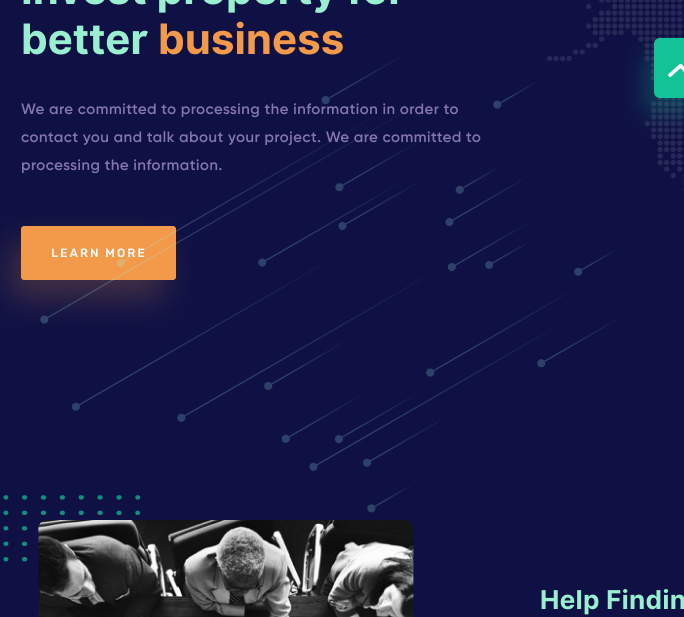 better business
We are committed to processing the information in order to
contact you and talk about your project. We are committed to
processing the information.
LEARN MORE
Help Findin